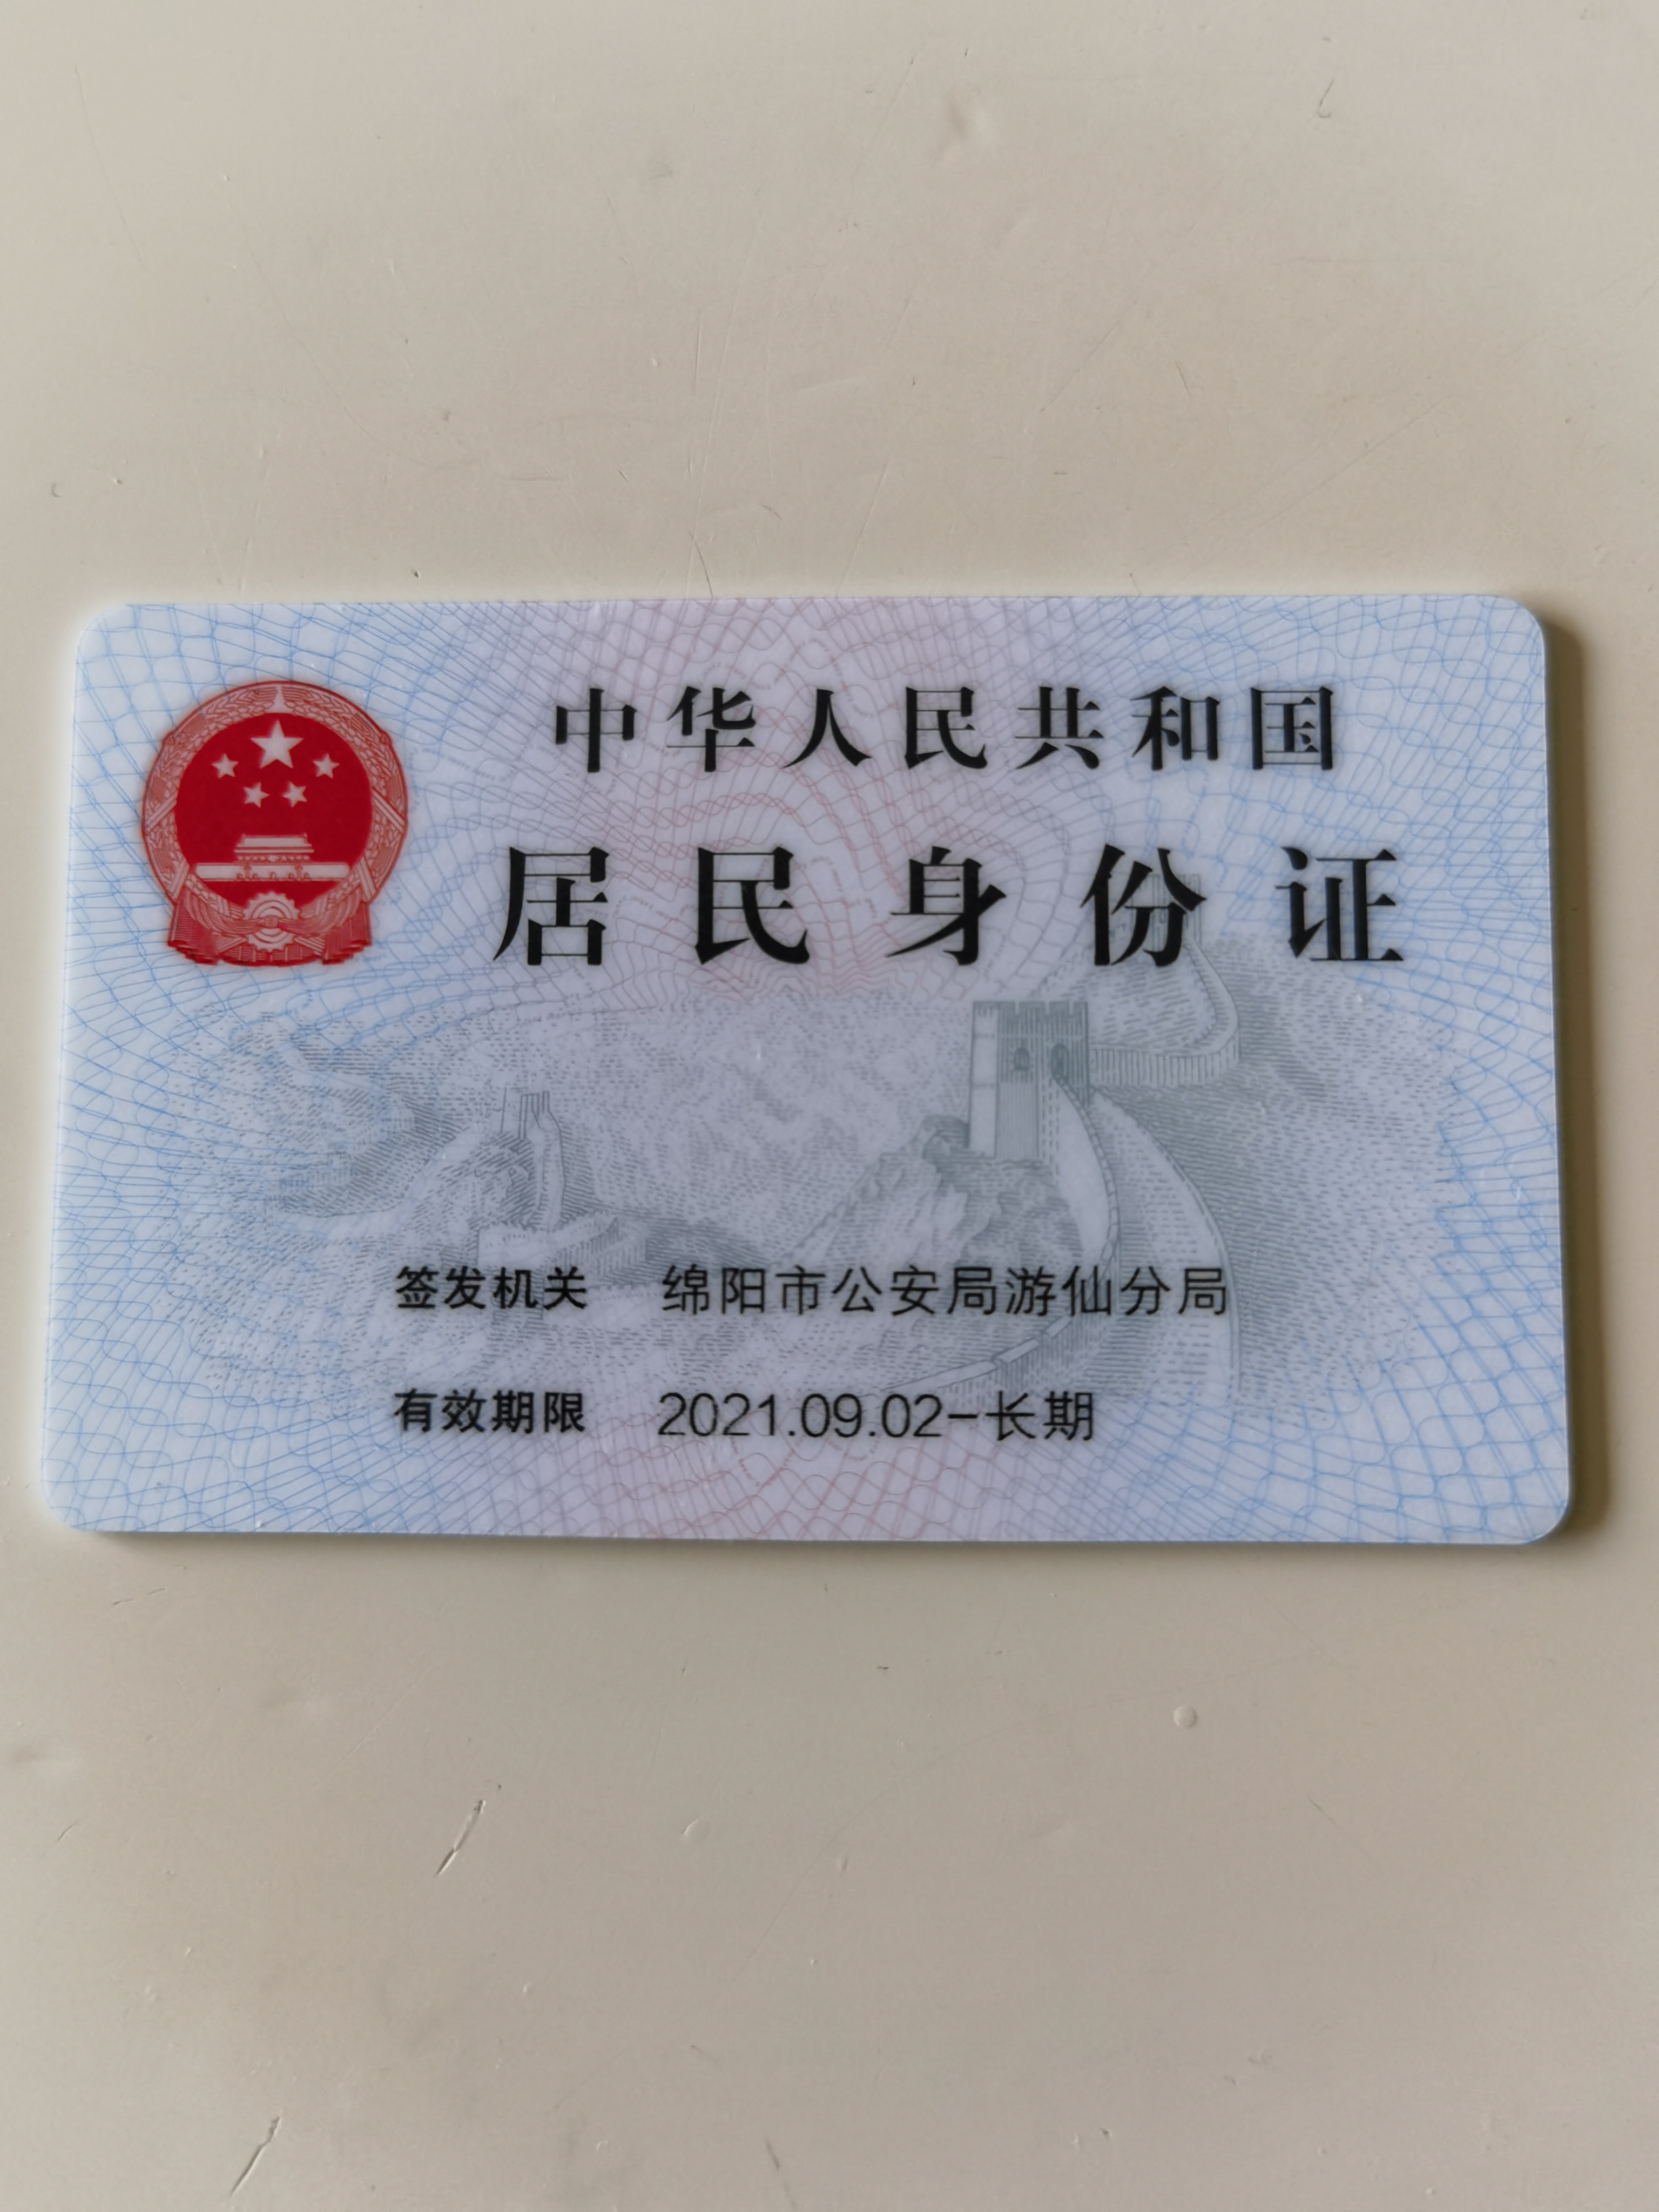 中华人民共和国
居民身份证
签发机关 绵阳市公安局游仙分局
有效期限 2021.09.02-长期